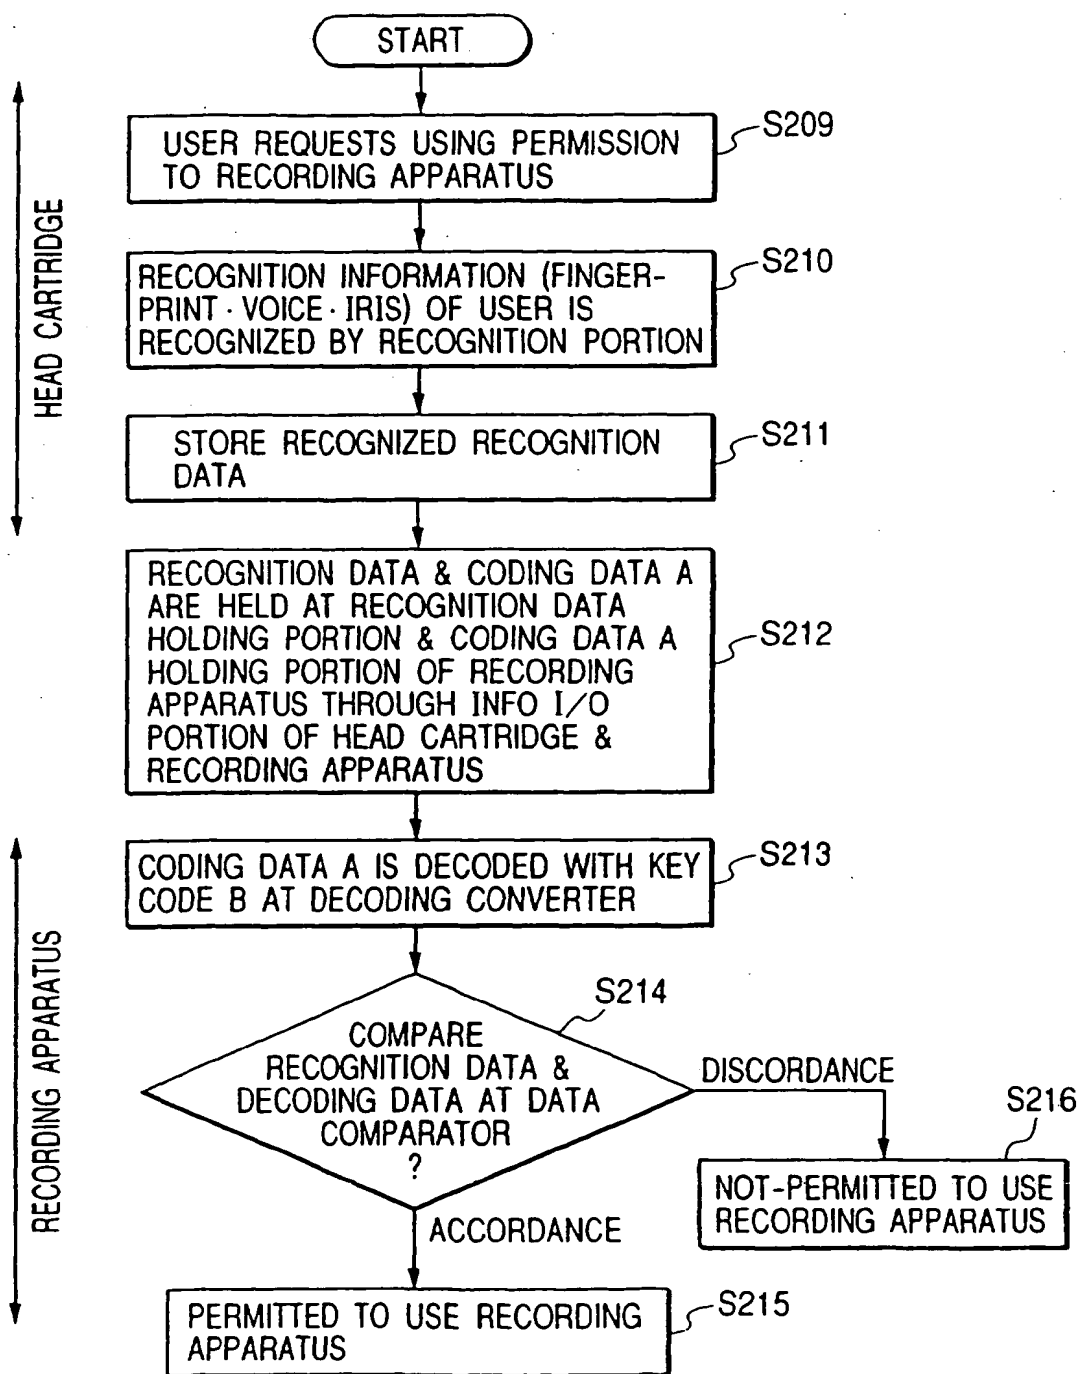 START
HEAD CARTRIDGE
USER REQUESTS USING PERMISSION
TO RECORDING APPARATUS
S209
RECOGNITION INFORMATION (FINGER-
PRINT · VOICE · IRIS) OF USER IS
RECOGNIZED BY RECOGNITION PORTION
S210
STORE RECOGNIZED RECOGNITION
DATA
S211
RECOGNITION DATA & CODING DATA A
ARE HELD AT RECOGNITION DATA
HOLDING PORTION & CODING DATA A
HOLDING PORTION OF RECORDING
APPARATUS THROUGH INFO I/O
PORTION OF HEAD CARTRIDGE &
RECORDING APPARATUS
S212
RECORDING APPARATUS
CODING DATA A IS DECODED WITH KEY
CODE B AT DECODING CONVERTER
S213
COMPARE
RECOGNITION DATA &
DECODING DATA AT DATA
COMPARATOR
?
S214
DISCORDANCE
S216
NOT-PERMITTED TO USE
RECORDING APPARATUS
ACCORDANCE
PERMITTED TO USE RECORDING
APPARATUS
S215